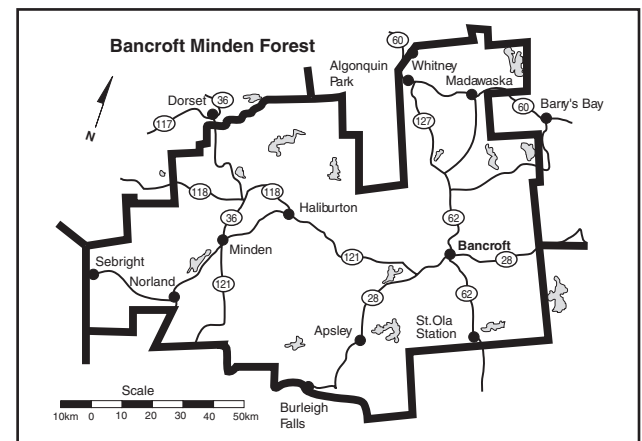 Bancroft Minden Forest
60
Algonquin
Park
Whitney
Madawaska
Dorset
36
117
N
127
60
Barry's Bay
118
118
36
Haliburton
62
Minden
Bancroft
Sebright
121
28
Norland
121
28
62
Apsley
St.Ola
Station
Scale
10km 0 10 20 30 40 50km
Burleigh
Falls